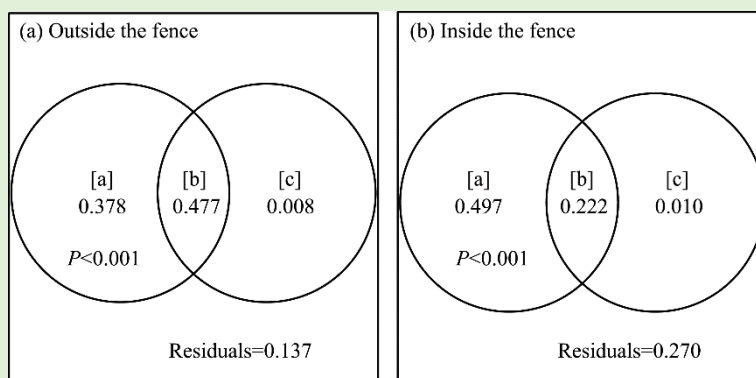 (a) Outside the fence
[a] [b] [c]
0.378 0.477 0.008
P<0.001
Residuals=0.137
(b) Inside the fence
[a] [b] [c]
0.497 0.222 0.010
P<0.001
Residuals=0.270